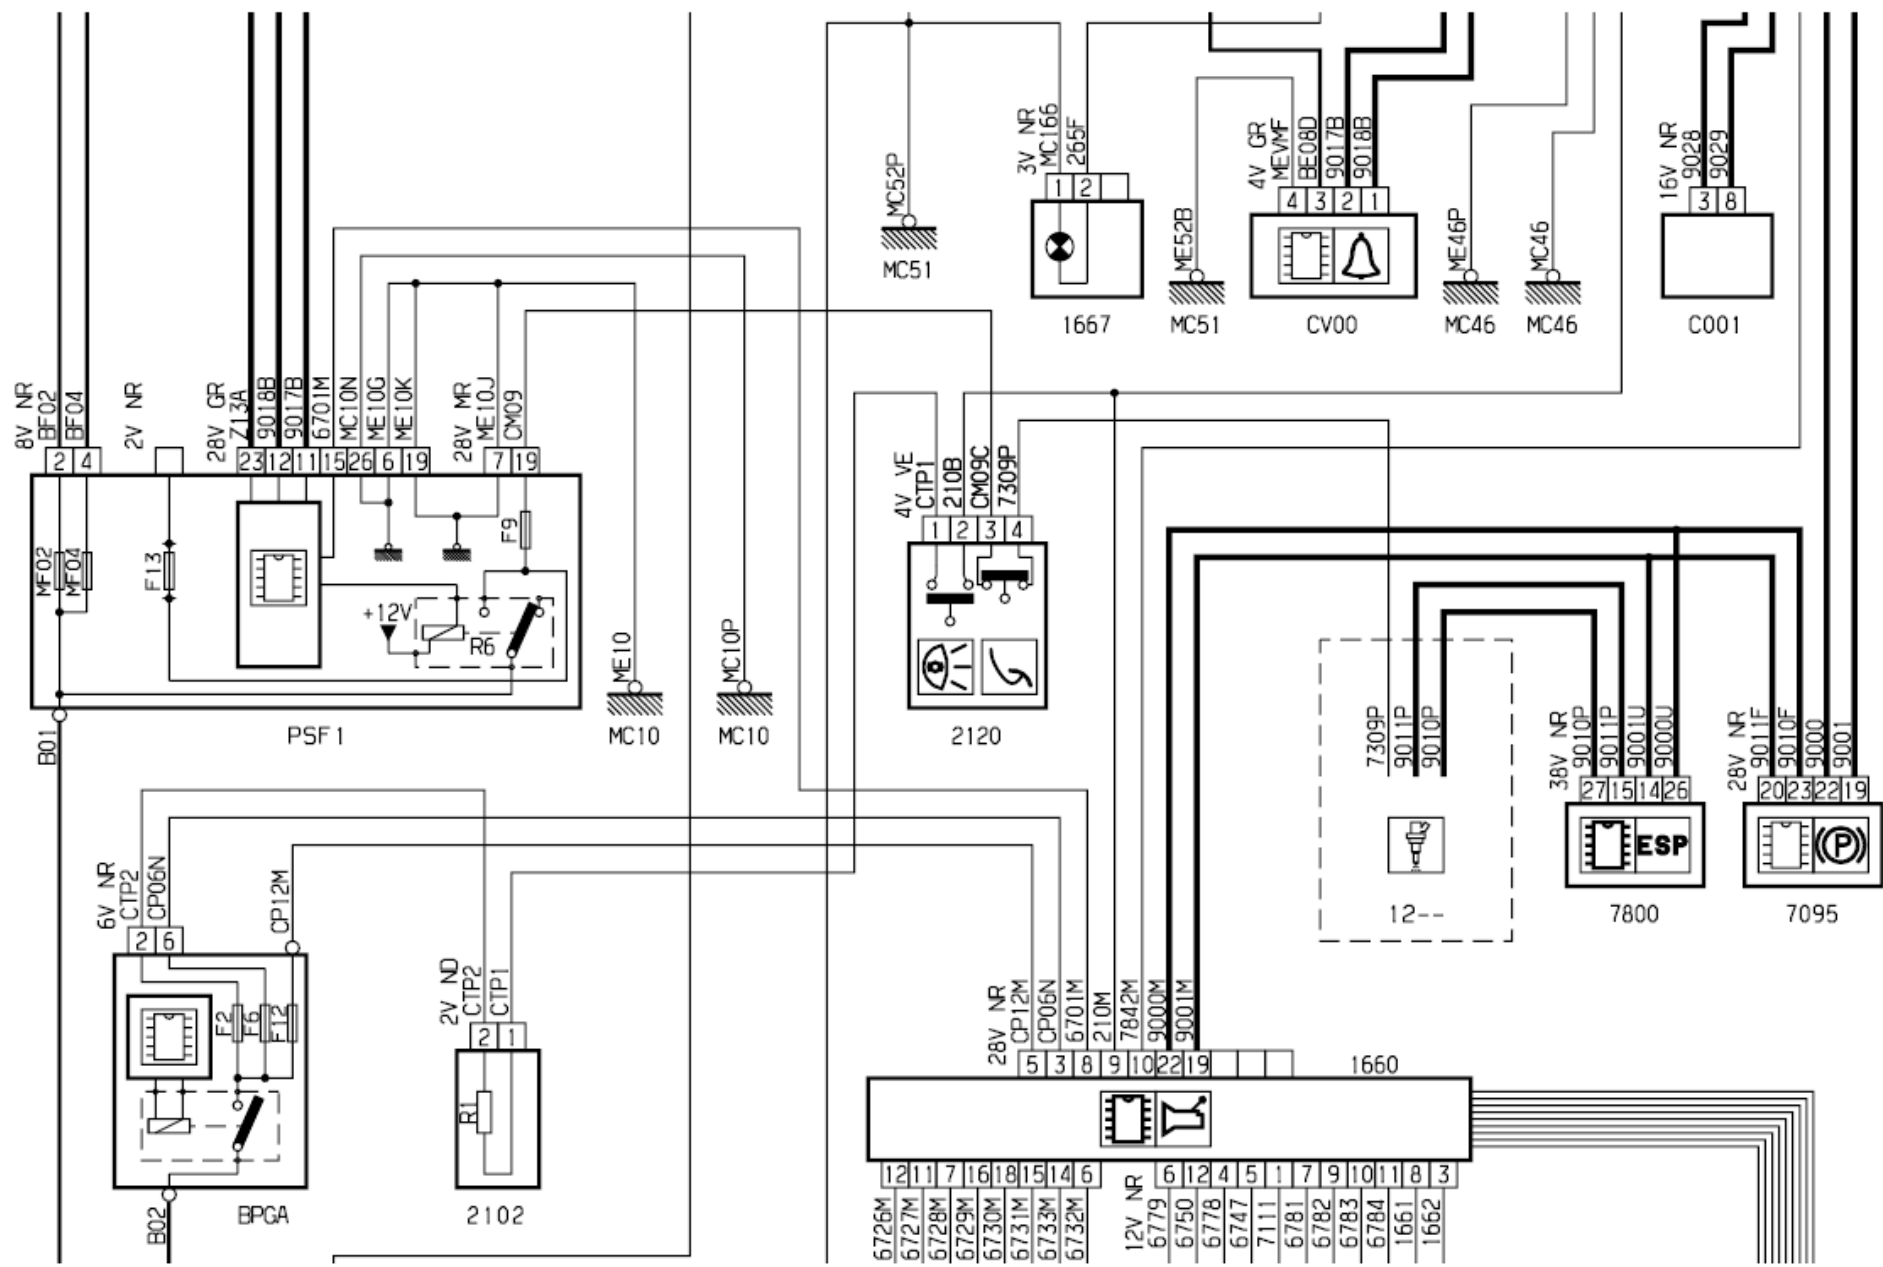 3V NR
MC166
265F
1
2
1667
MC52P
MC51
4V GR
MEVMF
BE08D
9017B
9018B
4
3
2
1
CV00
ME52B
MC51
ME46P
MC46
MC46
MC46
16V NR
9028
9029
3
8
C001
8V NR
BF02
BF04
2V NR
28V GR
Z13A
9018B
9017B
6701M
MC10N
ME10G
ME10K
28V MR
ME10J
CM09
2
4
23
12
11
15
26
6
19
7
19
MF02
MF04
F13
F9
+12V
R6
PSF1
B01
ME10
MC10
MC10P
MC10
4V VE
CTP1
210B
CM09C
7309P
1
2
3
4
2120
7309P
9011P
9010P
12--
38V NR
9010P
9011P
9001U
9000U
27
15
14
26
ESP
7800
28V NR
9011F
9010F
9000
9001
20
23
22
19
P
7095
6V NR
CTP2
CP06N
CP12M
2
6
F2
F6
F12
BPGA
B02
2V ND
CTP2
CTP1
2
1
R1
2102
28V NR
CP12M
CP06N
6701M
210M
7842M
9000M
9001M
5
3
8
9
10
22
19
1660
12
11
7
16
18
15
14
6
6726M
6727M
6728M
6729M
6730M
6731M
6733M
6732M
12V NR
6
12
4
5
1
7
9
10
11
8
3
6779
6750
6778
6747
7111
6781
6782
6783
6784
1661
1662